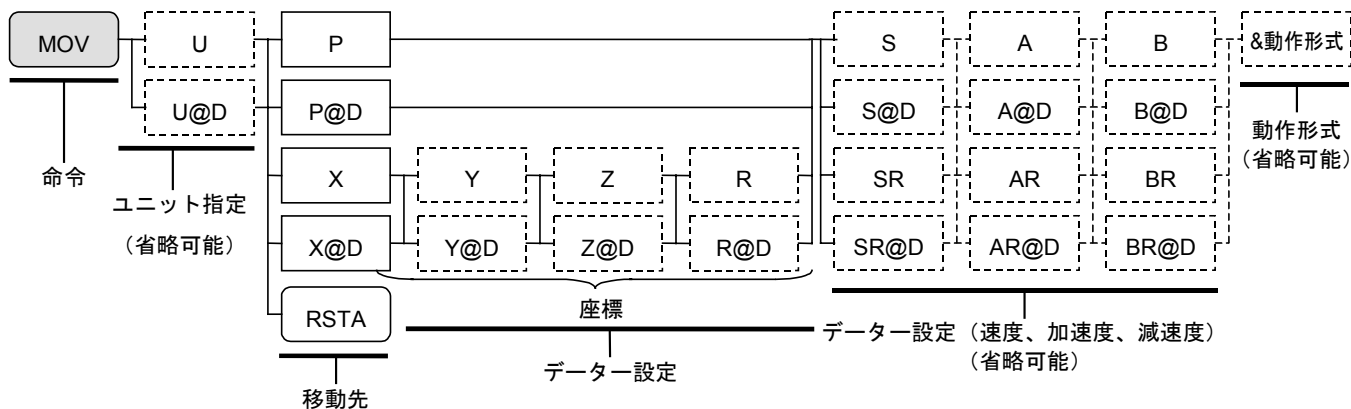 MOV U P S A B &動作形式
U@D P@D S@D A@D B@D
動作形式
（省略可能）
命令
X Y Z R SR AR BR
ユニット指定
（省略可能）
X@D Y@D Z@D R@D SR@D AR@D BR@D
座標
RSTA
データー設定（速度、加速度、減速度）
（省略可能）
データー設定
移動先